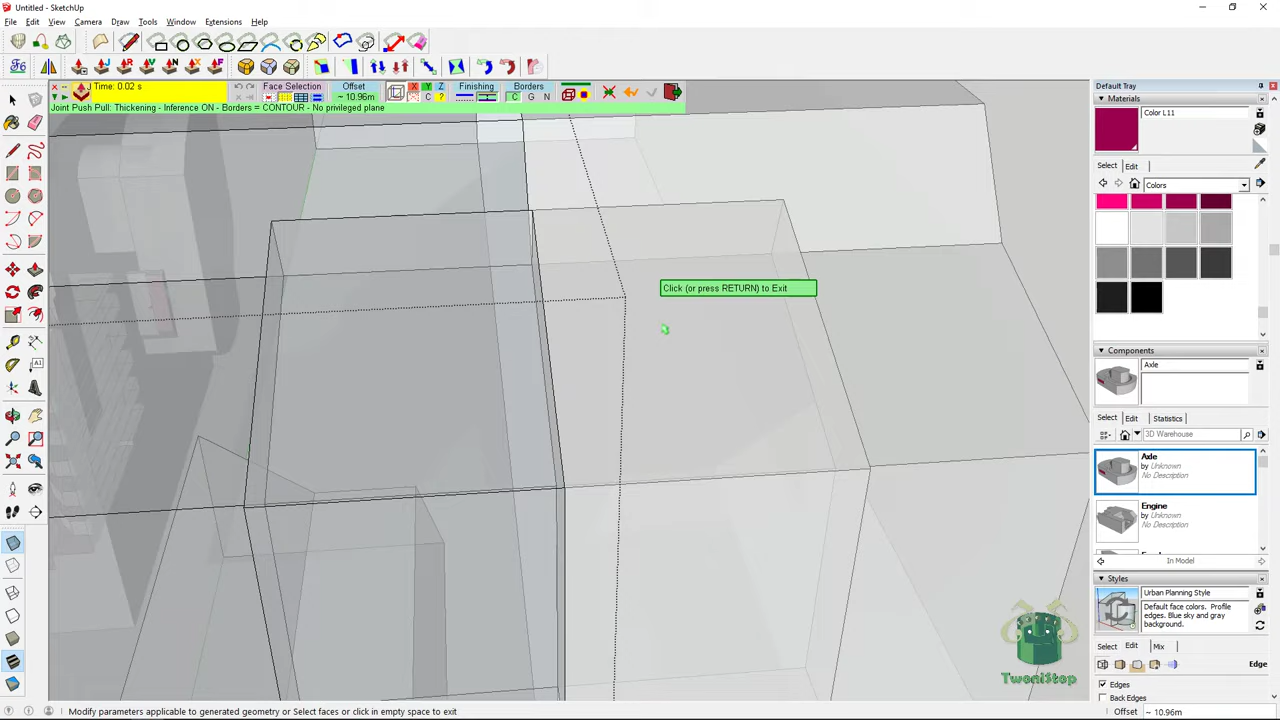 Untitled - SketchUp
File Edit View Camera Draw Tools Window Extensions Help
J Time: 0.02 s
Face Selection
Offset
~ 10.96m
X Y Z
C ?
Finishing
Borders
C G N
Joint Push Pull: Thickening - Inference ON - Borders = CONTOUR - No privileged plane
Click (or press RETURN) to Exit
Default Tray
Materials
Color L11
Select Edit
Colors
Components
Axle
Select Edit Statistics
3D Warehouse
Axle
by Unknown
No Description
Engine
by Unknown
No Description
In Model
Styles
Urban Planning Style
Default face colors. Profile
edges. Blue sky and gray
background.
Select Edit Mix
Edge
Edges
Back Edges
TwoniStop
Modify parameters applicable to generated geometry or Select faces or click in empty space to exit
Offset ~ 10.96m